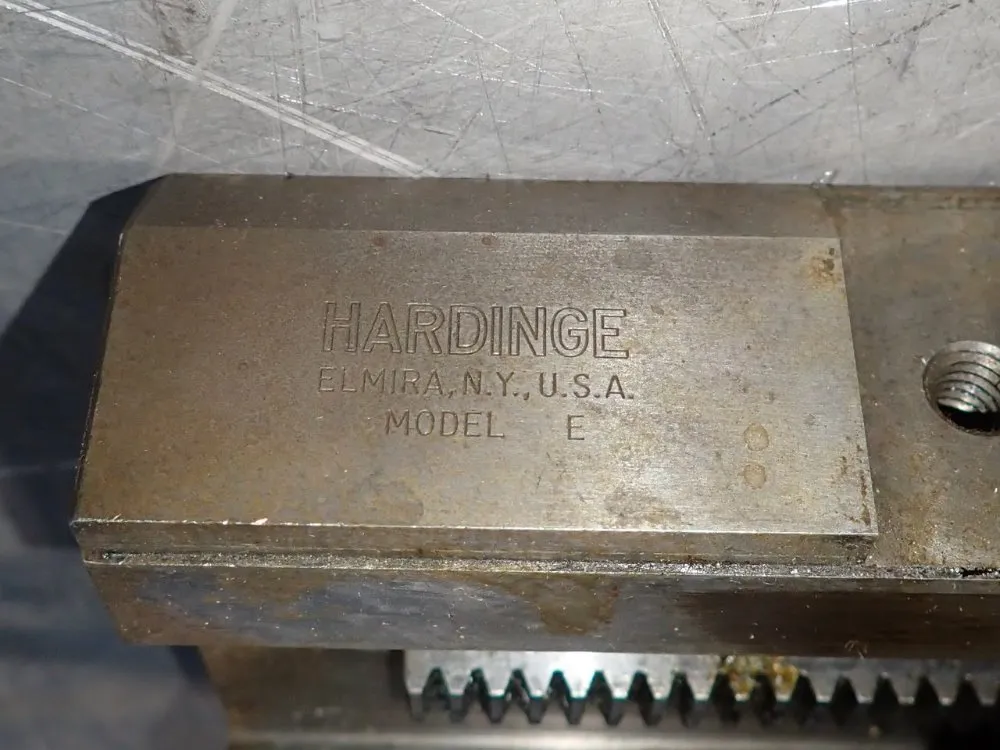 HARDINGE
ELMIRA, N.Y., U.S.A.
MODEL E